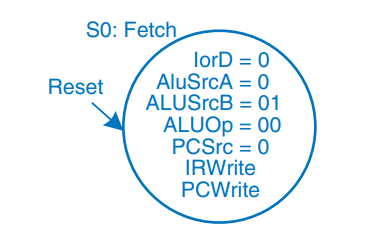 S0: Fetch
Reset
IorD = 0
AluSrcA = 0
ALUSrcB = 01
ALUOp = 00
PCSrc = 0
IRWrite
PCWrite